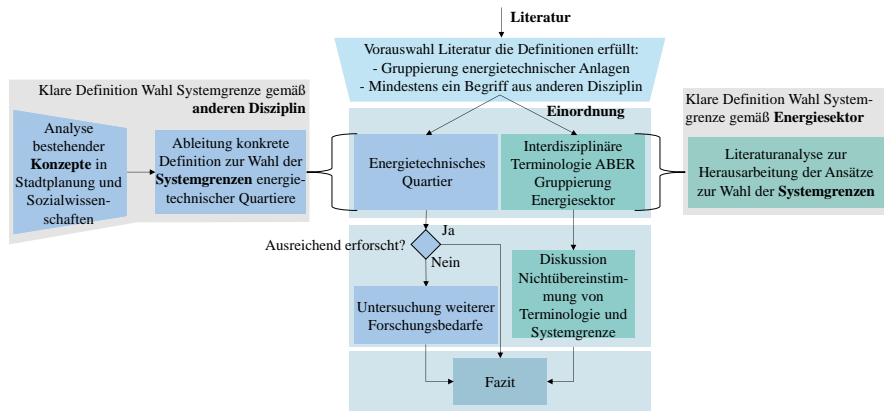 Literatur
Vorauswahl Literatur die Definitionen erfüllt:
- Gruppierung energietechnischer Anlagen
- Mindestens ein Begriff aus anderen Disziplin
Klare Definition Wahl Systemgrenze gemäß
anderen Disziplin
Analyse
bestehender
Konzepte in
Stadtplanung und
Sozialwissen-
schaften
Ableitung konkrete
Definition zur Wahl der
Systemgrenzen energie-
technischer Quartiere
Einordnung
Energietechnisches
Quartier
Interdisziplinäre
Terminologie ABER
Gruppierung
Energiesektor
Klare Definition Wahl System-
grenze gemäß Energiesektor
Literaturanalyse zur
Herausarbeitung der Ansätze
zur Wahl der Systemgrenzen
Ja
Ausreichend erforscht?
Nein
Untersuchung weiterer
Forschungsbedarfe
Diskussion
Nichtübereinstim-
mung von
Terminologie und
Systemgrenze
Fazit